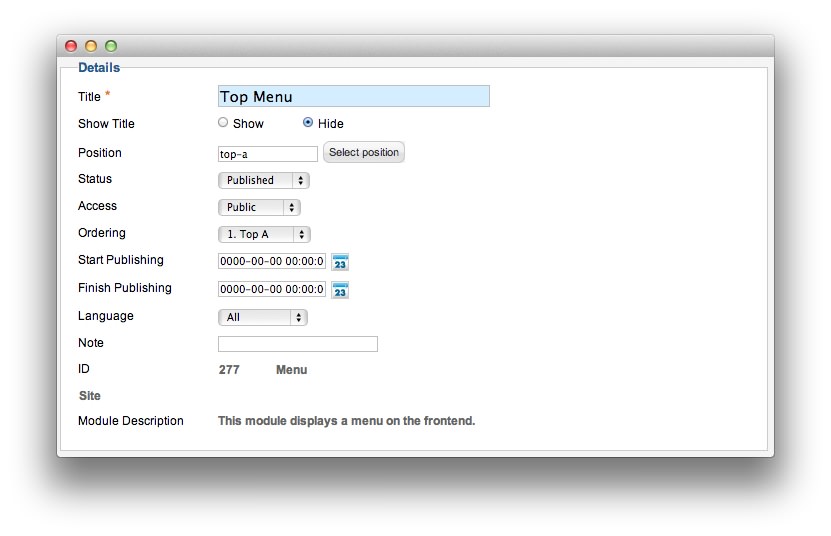 Details
Title * Top Menu
Show Title Show Hide
Position top-a Select position
Status Published
Access Public
Ordering 1. Top A
Start Publishing 0000-00-00 00:00:0 23
Finish Publishing 0000-00-00 00:00:0 23
Language All
Note
ID 277 Menu
Site
Module Description This module displays a menu on the frontend.